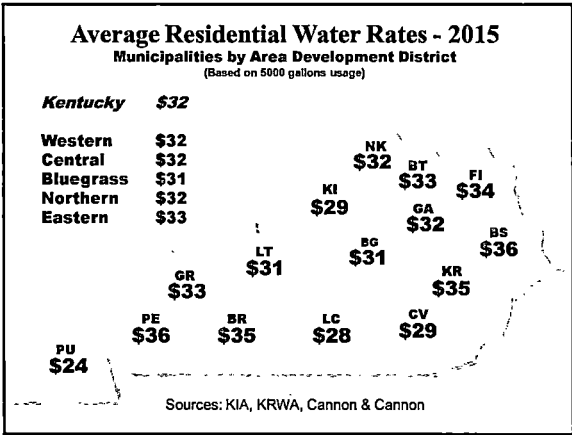 Average Residential Water Rates - 2015
Municipalities by Area Development District
(Based on 5000 gallons usage)
Kentucky $32
Western $32
Central $32
Bluegrass $31
Northern $32
Eastern $33
NK
$32
BT
$33
FI
$34
KI
$29
GA
$32
BS
$36
BG
$31
LT
$31
KR
$35
GR
$33
PE
$36
BR
$35
LC
$28
CV
$29
PU
$24
Sources: KIA, KRWA, Cannon & Cannon